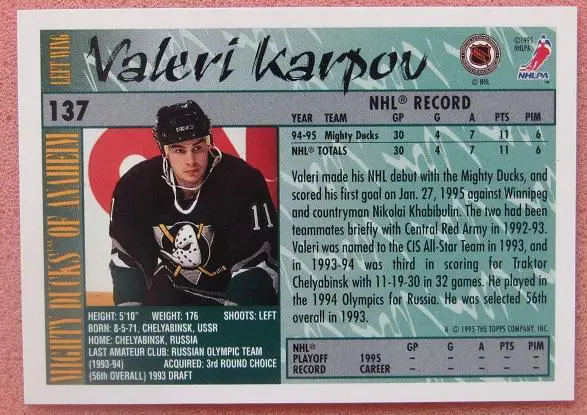 LEFT WING
Valeri Karpov
©1995
NHLPA
NHLPA
© NHL
137
NHL® RECORD
YEAR TEAM GP G A PTS PIM
94-95 Mighty Ducks 30 4 7 11 6
NHL® TOTALS 30 4 7 11 6
MIGHTY DUCKS™ OF ANAHEIM
11
Valeri made his NHL debut with the Mighty Ducks, and
scored his first goal on Jan. 27, 1995 against Winnipeg
and countryman Nikolai Khabibulin. The two had been
teammates briefly with Central Red Army in 1992-93.
Valeri was named to the CIS All-Star Team in 1993, and
in 1993-94 was third in scoring for Traktor
Chelyabinsk with 11-19-30 in 32 games. He played in
the 1994 Olympics for Russia. He was selected 56th
overall in 1993.
A © 1995 THE TOPPS COMPANY, INC.
HEIGHT: 5'10" WEIGHT: 176 SHOOTS: LEFT
BORN: 8-5-71, CHELYABINSK, USSR
HOME: CHELYABINSK, RUSSIA
LAST AMATEUR CLUB: RUSSIAN OLYMPIC TEAM
(1993-94) ACQUIRED: 3rd ROUND CHOICE
(56th OVERALL) 1993 DRAFT
NHL® GP G A PTS PIM
PLAYOFF 1995 – – – – –
RECORD CAREER – – – – –